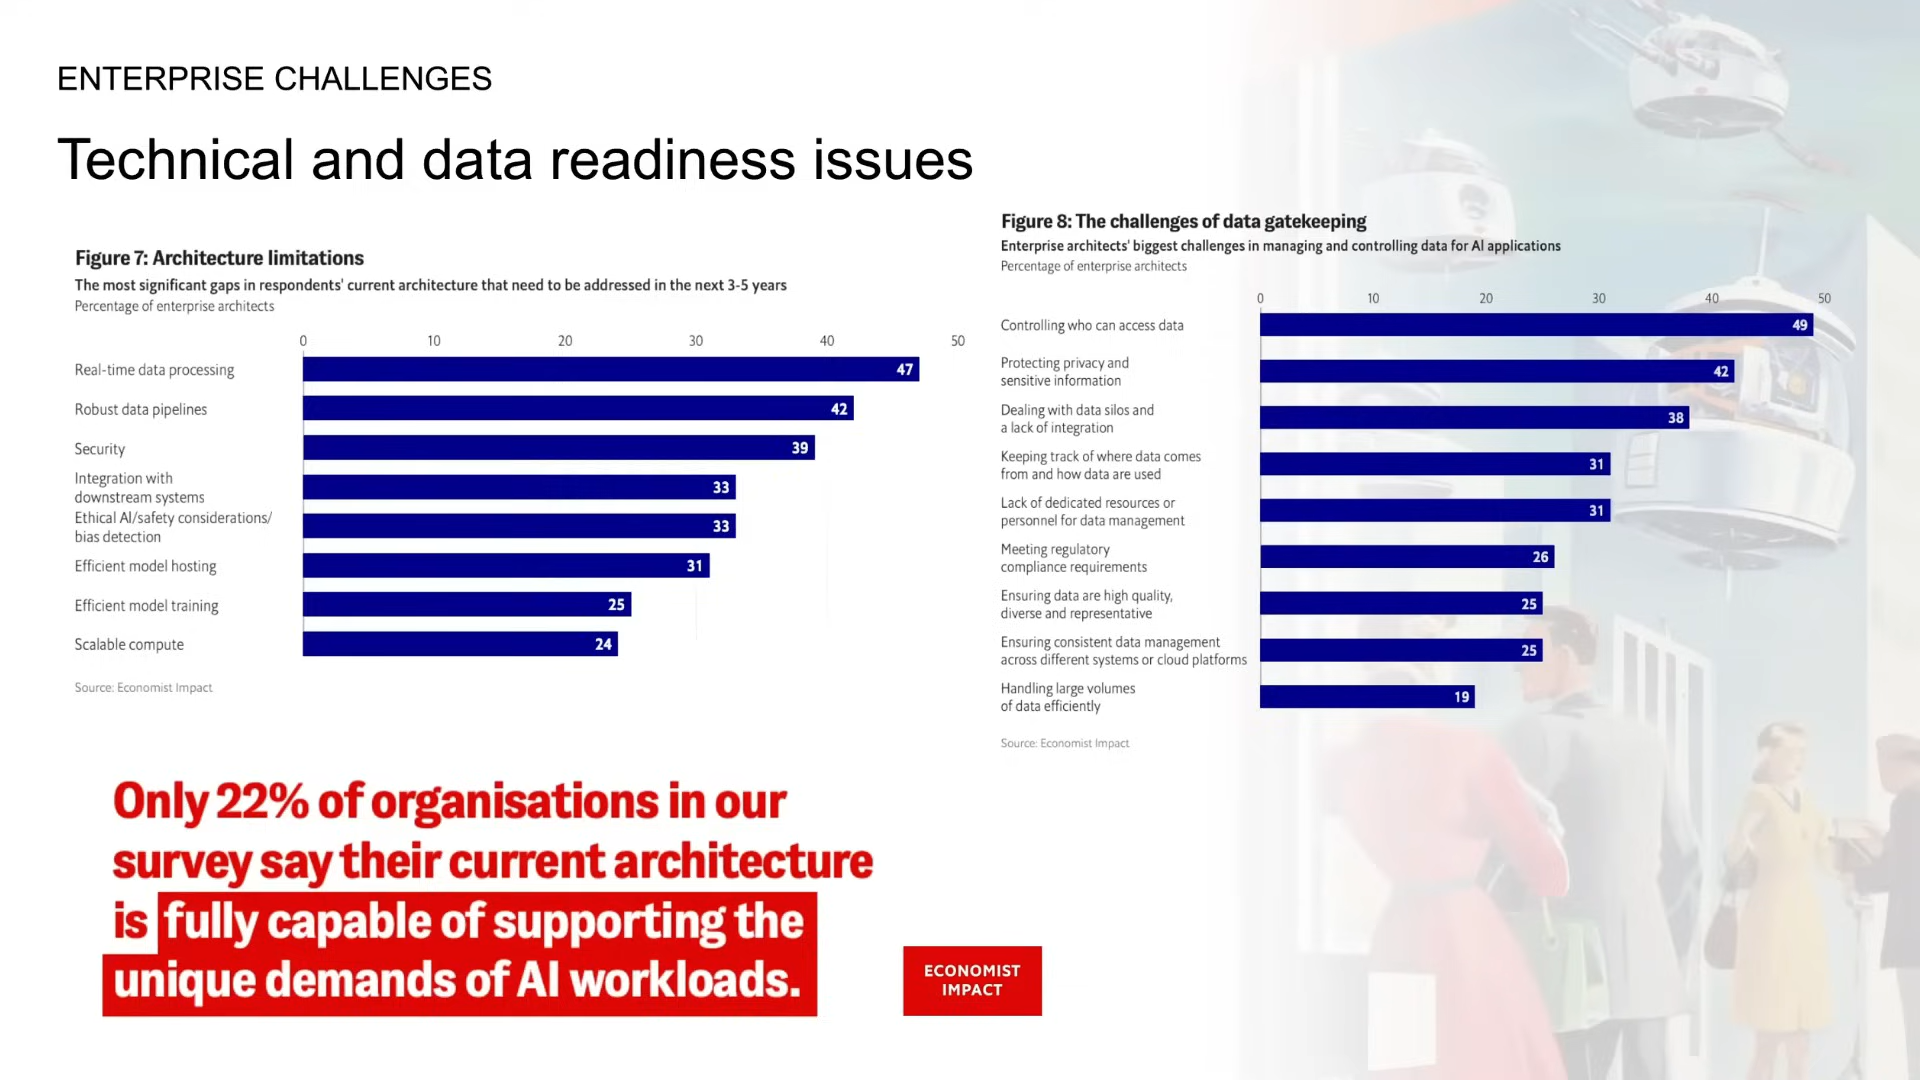 ENTERPRISE CHALLENGES
Technical and data readiness issues
Figure 7: Architecture limitations
The most significant gaps in respondents' current architecture that need to be addressed in the next 3-5 years
Percentage of enterprise architects
0 10 20 30 40 50
Real-time data processing 47
Robust data pipelines 42
Security 39
Integration with
downstream systems 33
Ethical AI/safety considerations/
bias detection 33
Efficient model hosting 31
Efficient model training 25
Scalable compute 24
Source: Economist Impact
Figure 8: The challenges of data gatekeeping
Enterprise architects' biggest challenges in managing and controlling data for AI applications
Percentage of enterprise architects
0 10 20 30 40 50
Controlling who can access data 49
Protecting privacy and
sensitive information 42
Dealing with data silos and
a lack of integration 38
Keeping track of where data comes
from and how data are used 31
Lack of dedicated resources or
personnel for data management 31
Meeting regulatory
compliance requirements 26
Ensuring data are high quality,
diverse and representative 25
Ensuring consistent data management
across different systems or cloud platforms 25
Handling large volumes
of data efficiently 19
Source: Economist Impact
Only 22% of organisations in our
survey say their current architecture
is fully capable of supporting the
unique demands of AI workloads.
ECONOMIST
IMPACT